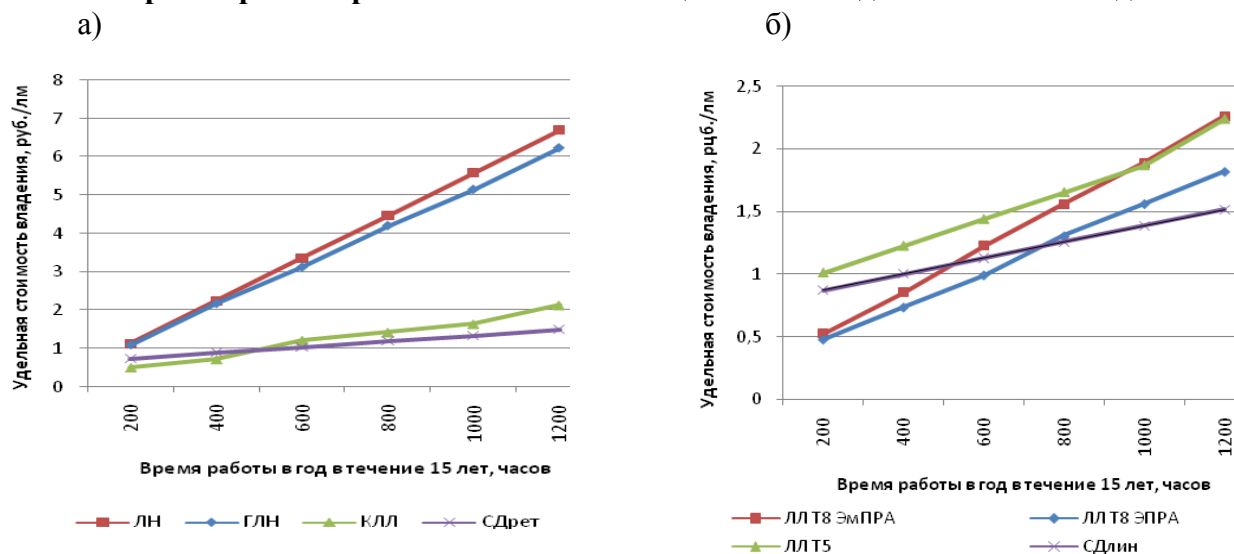 а)
б)
Удельная стоимость владения, руб./лм
8
7
6
5
4
3
2
1
0
200
400
600
800
1000
1200
Время работы в год в течение 15 лет, часов
ЛН
ГЛН
КЛЛ
СДрет
Удельная стоимость владения, рцб./лм
2,5
2
1,5
1
0,5
0
200
400
600
800
1000
1200
Время работы в год в течение 15 лет, часов
ЛЛ Т8 ЭмПРА
ЛЛ Т8 ЭПРА
ЛЛ Т5
СДлин